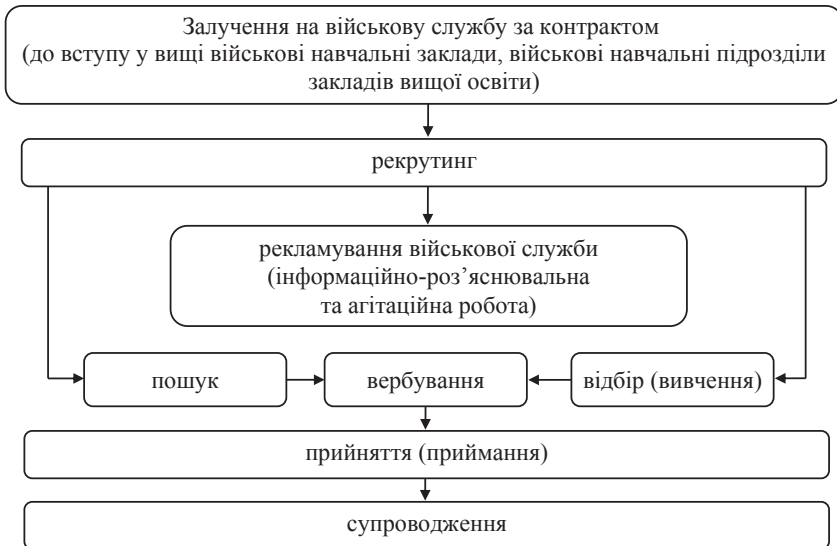 Залучення на військову службу за контрактом
(до вступу у вищі військові навчальні заклади, військові навчальні підрозділи
закладів вищої освіти)
рекрутинг
рекламування військової служби
(інформаційно-роз’яснювальна
та агітаційна робота)
пошук
вербування
відбір (вивчення)
прийняття (приймання)
супроводження